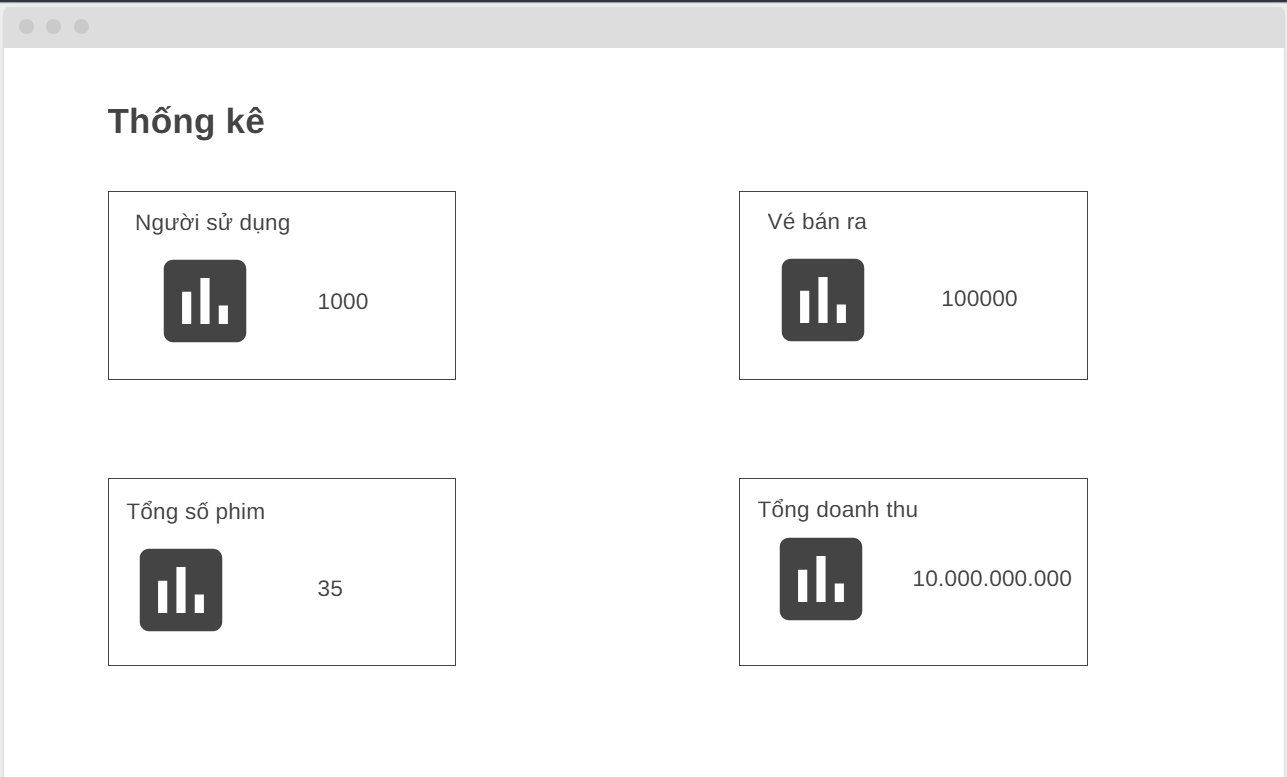 Thống kê
Người sử dụng
1000
Vé bán ra
100000
Tổng số phim
35
Tổng doanh thu
10.000.000.000